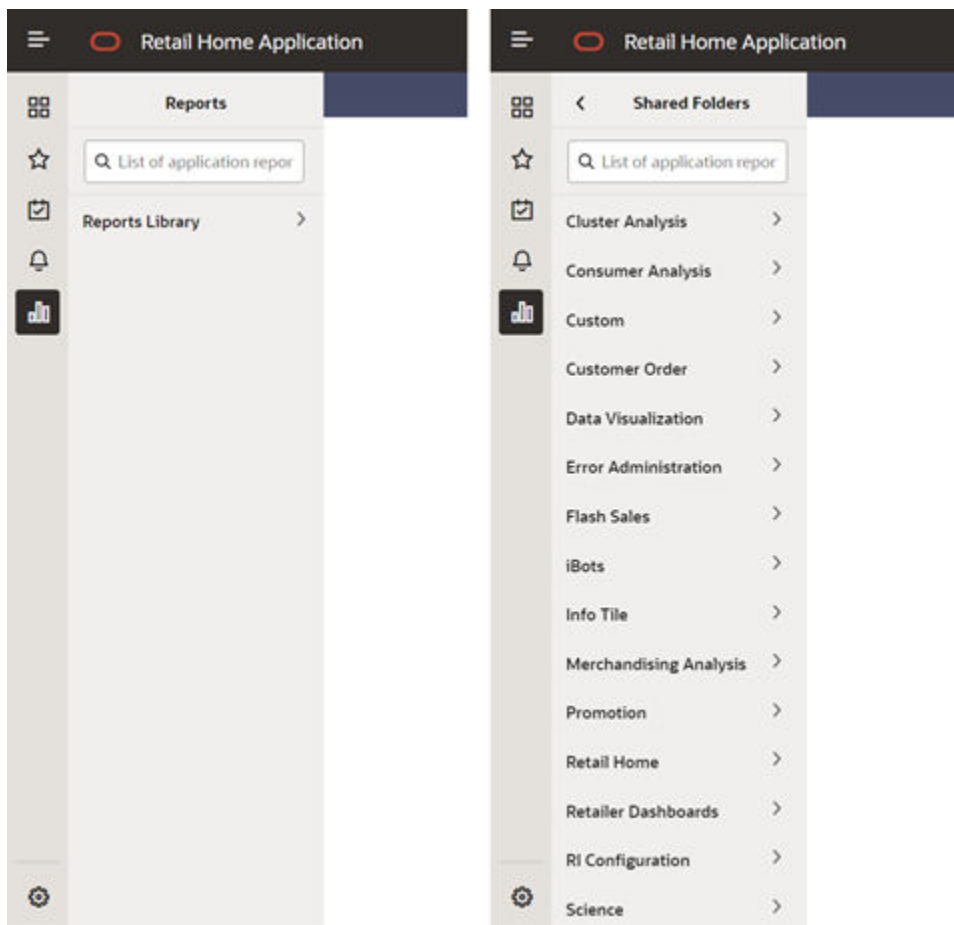 Retail Home Application
Reports
List of application repor
Reports Library
Retail Home Application
Shared Folders
List of application repor
Cluster Analysis
Consumer Analysis
Custom
Customer Order
Data Visualization
Error Administration
Flash Sales
iBots
Info Tile
Merchandising Analysis
Promotion
Retail Home
Retailer Dashboards
RI Configuration
Science